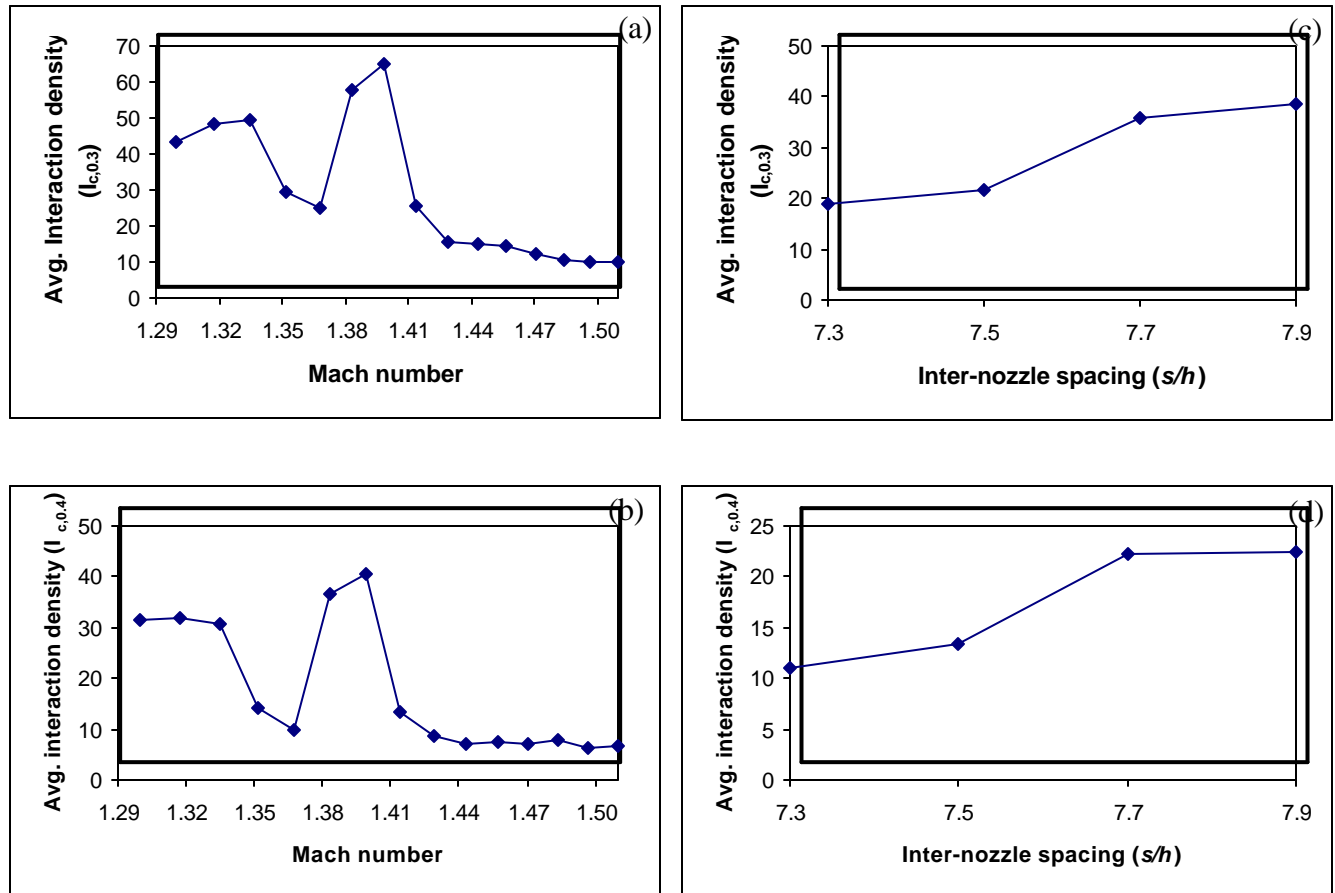 (a)
Avg. Interaction density
(Ic,0.3)
70
60
50
40
30
20
10
0
1.29 1.32 1.35 1.38 1.41 1.44 1.47 1.50
Mach number
(c)
Avg. interaction density
(Ic,0.3)
50
40
30
20
10
0
7.3 7.5 7.7 7.9
Inter-nozzle spacing (s/h)
(b)
Avg. interaction density (I c,0.4)
50
40
30
20
10
0
1.29 1.32 1.35 1.38 1.41 1.44 1.47 1.50
Mach number
(d)
Avg. interaction density (I c,0.4)
25
20
15
10
5
0
7.3 7.5 7.7 7.9
Inter-nozzle spacing (s/h)